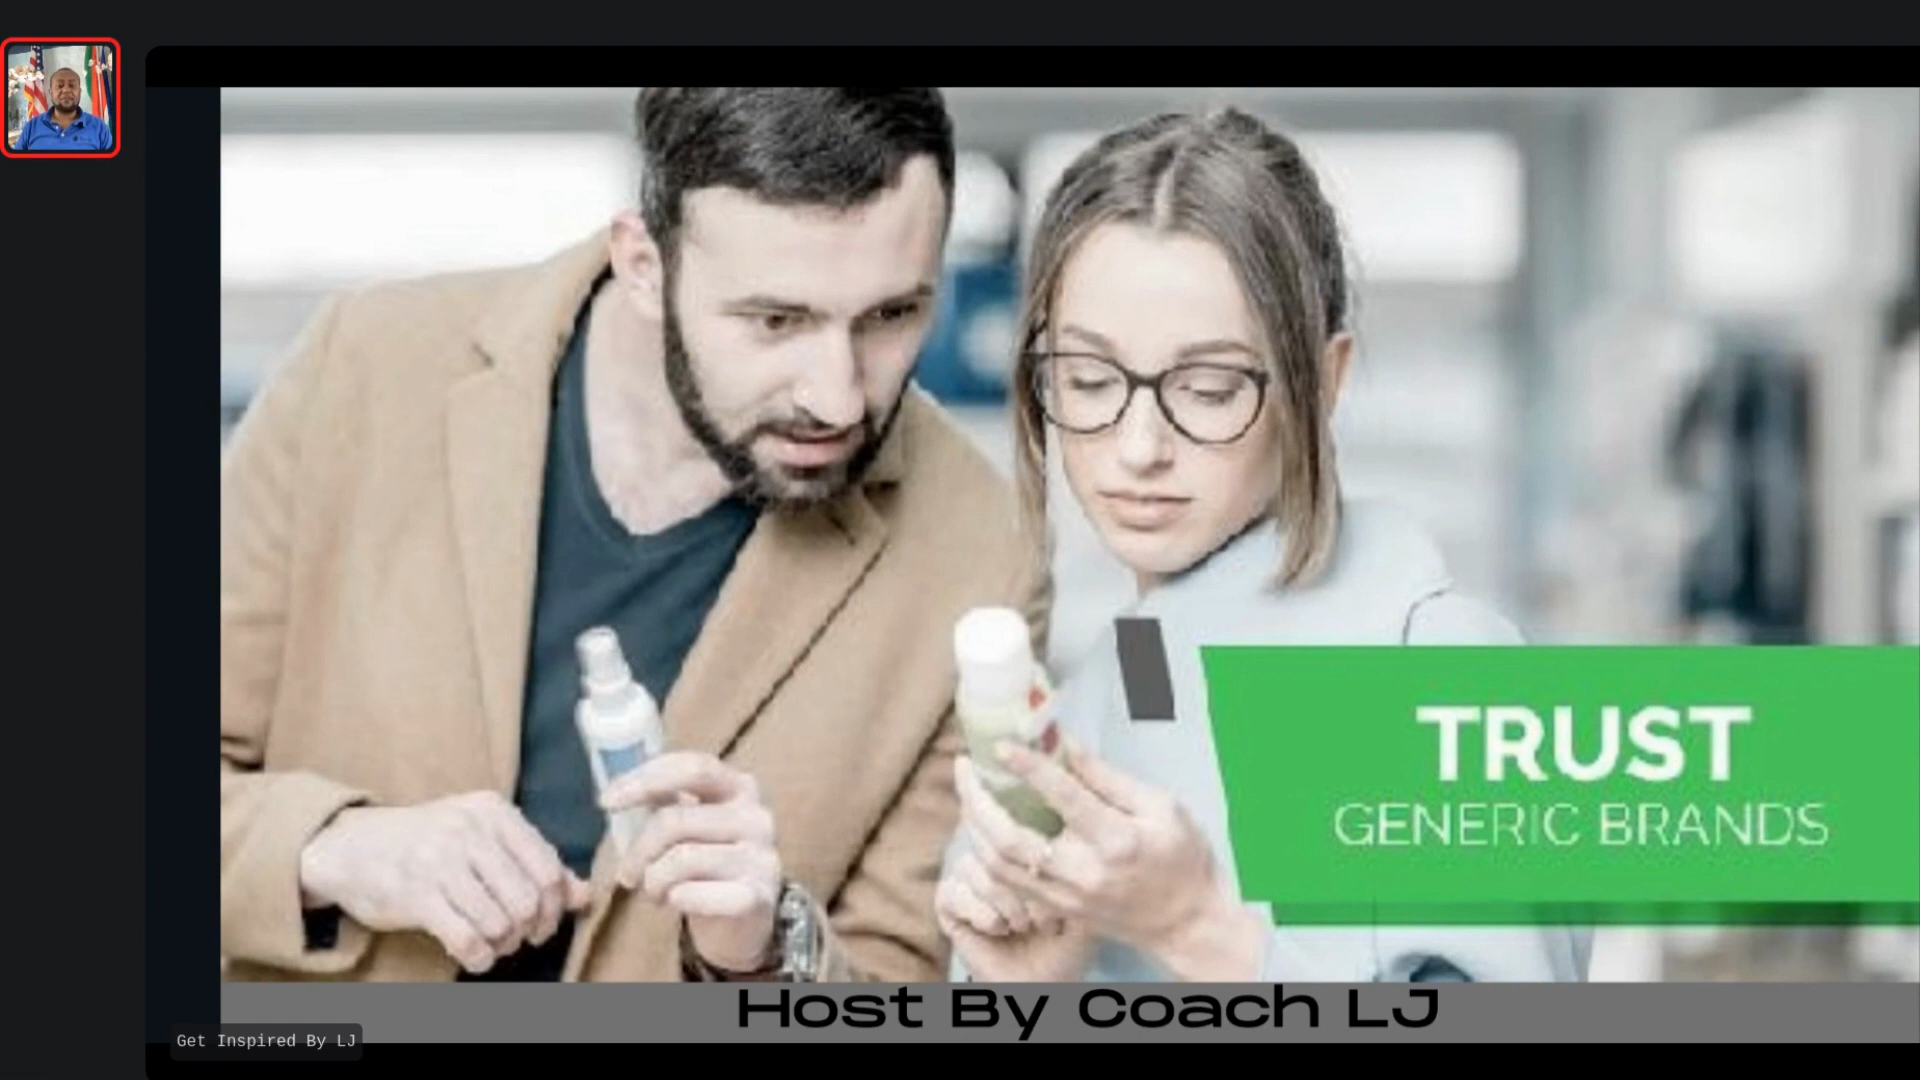 TRUST
GENERIC BRANDS
Host By Coach LJ
Get Inspired By LJ